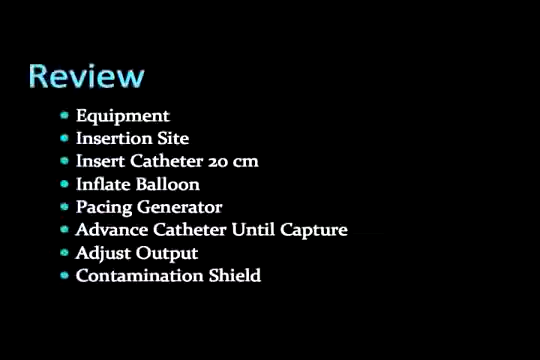 Review
Equipment
Insertion Site
Insert Catheter 20 cm
Inflate Balloon
Pacing Generator
Advance Catheter Until Capture
Adjust Output
Contamination Shield